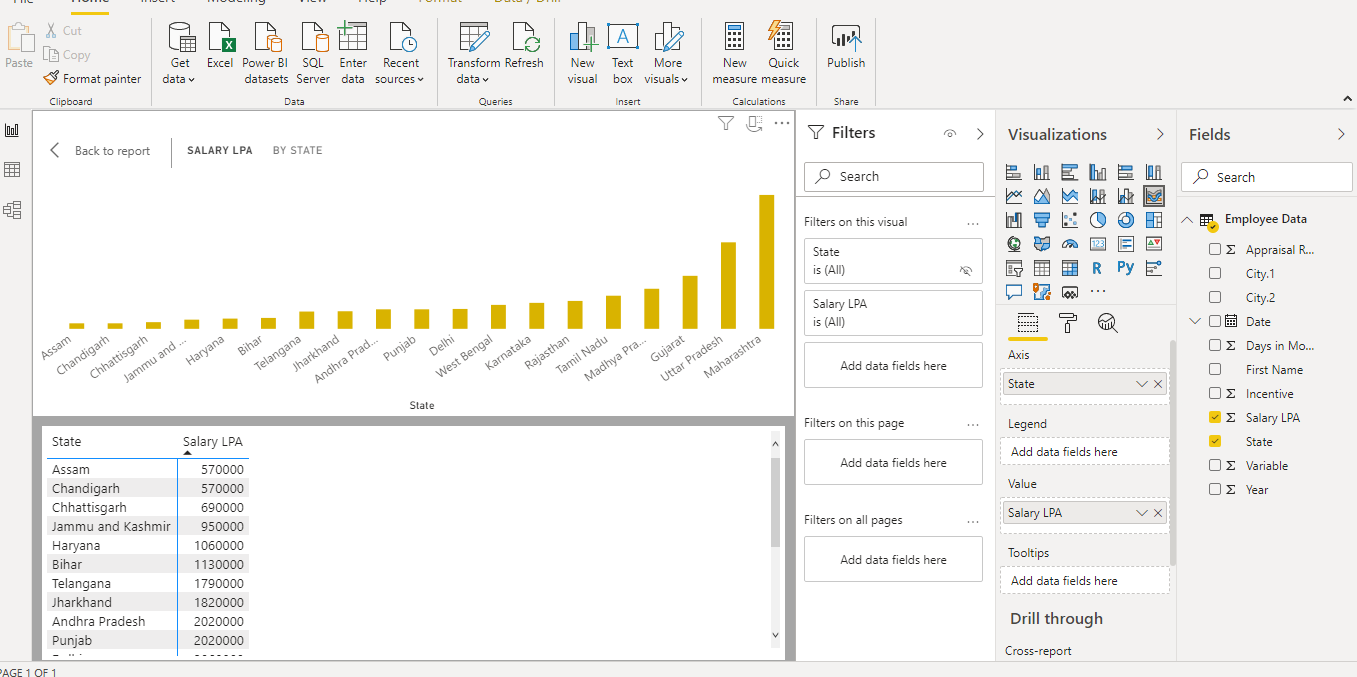 File Home Insert Modeling View Help Format Data / Drill
Paste
Cut
Copy
Format painter
Clipboard
Get data
Excel
Power BI datasets
SQL Server
Enter data
Recent sources
Data
Transform data
Refresh
Queries
New visual
Text box
More visuals
Insert
New measure
Quick measure
Calculations
Publish
Share
Back to report
SALARY LPA
BY STATE
Assam
Chandigarh
Chhattisgarh
Jammu and ...
Haryana
Bihar
Telangana
Jharkhand
Andhra Prad...
Punjab
Delhi
West Bengal
Karnataka
Rajasthan
Tamil Nadu
Madhya Pra...
Gujarat
Uttar Pradesh
Maharashtra
State
State Salary LPA
Assam 570000
Chandigarh 570000
Chhattisgarh 690000
Jammu and Kashmir 950000
Haryana 1060000
Bihar 1130000
Telangana 1790000
Jharkhand 1820000
Andhra Pradesh 2020000
Punjab 2020000
PAGE 1 OF 1
Filters
Search
Filters on this visual ...
State
is (All)
Salary LPA
is (All)
Add data fields here
Filters on this page ...
Add data fields here
Filters on all pages ...
Add data fields here
Visualizations
123
R
Py
...
Axis
State
Legend
Add data fields here
Value
Salary LPA
Tooltips
Add data fields here
Drill through
Cross-report
Fields
Search
Employee Data
Σ Appraisal R...
City.1
City.2
Date
Σ Days in Mo...
First Name
Σ Incentive
Σ Salary LPA
State
Σ Variable
Σ Year